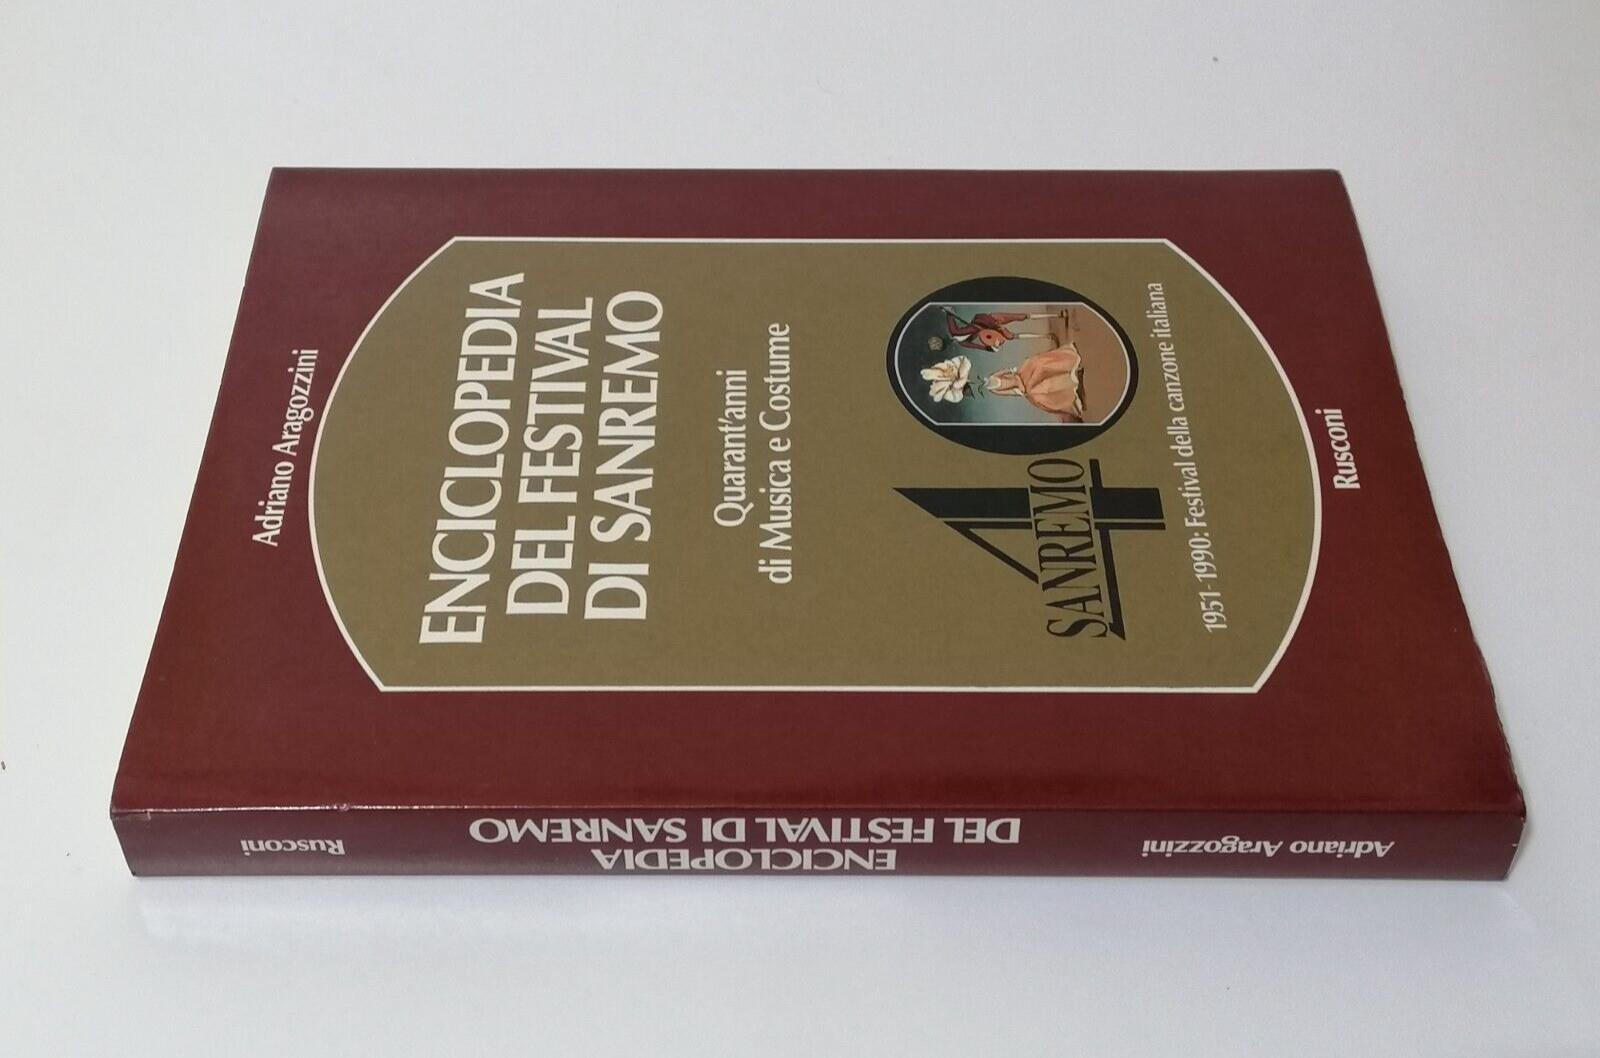 Adriano Aragozzini
ENCICLOPEDIA
DEL FESTIVAL
DI SANREMO
Quarant'anni
di Musica e Costume
40
SANREMO
1951-1990: Festival della canzone italiana
Rusconi
Adriano Aragozzini
ENCICLOPEDIA
DEL FESTIVAL DI SANREMO
Rusconi